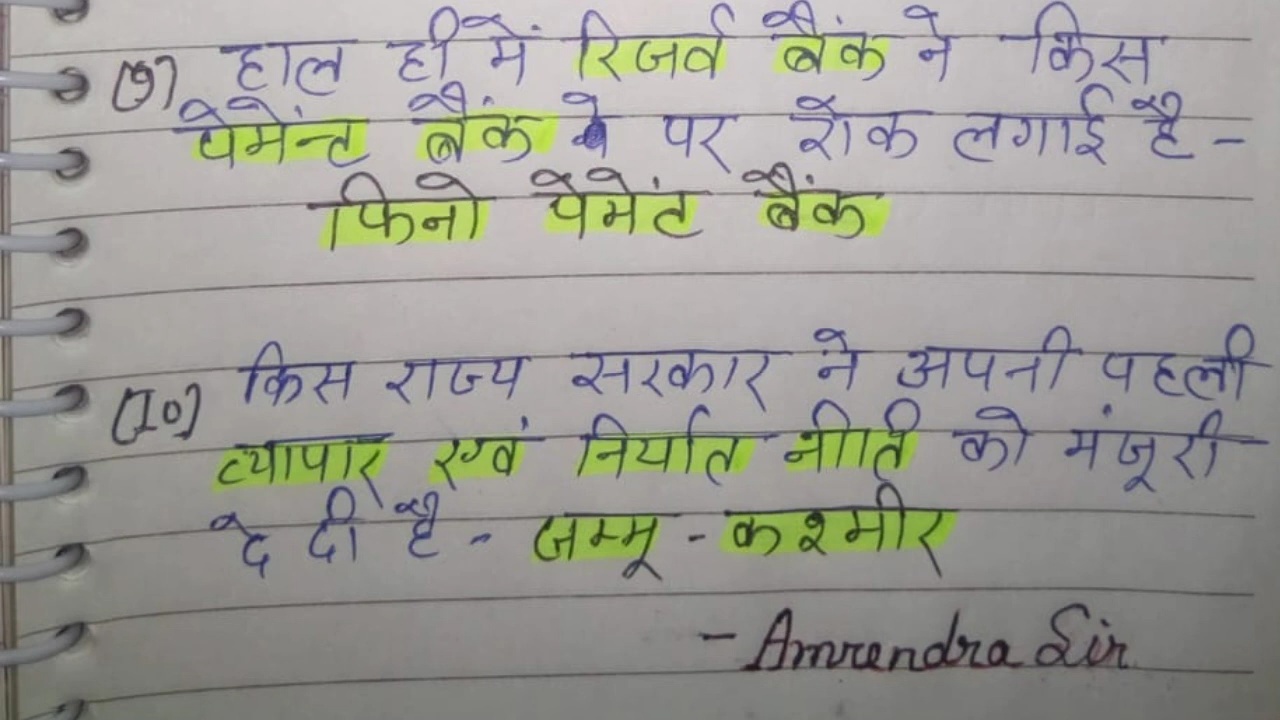 (9) हाल ही में रिजर्व बैंक ने किस
पेमेंन्ट बैंक पर रोक लगाई है -
फिनो पेमेंट बैंक
(10) किस राज्य सरकार ने अपनी पहली
व्यापार एवं निर्यात नीति को मंजूरी
दे दी है - जम्मू - कश्मीर
- Amrendra Sir